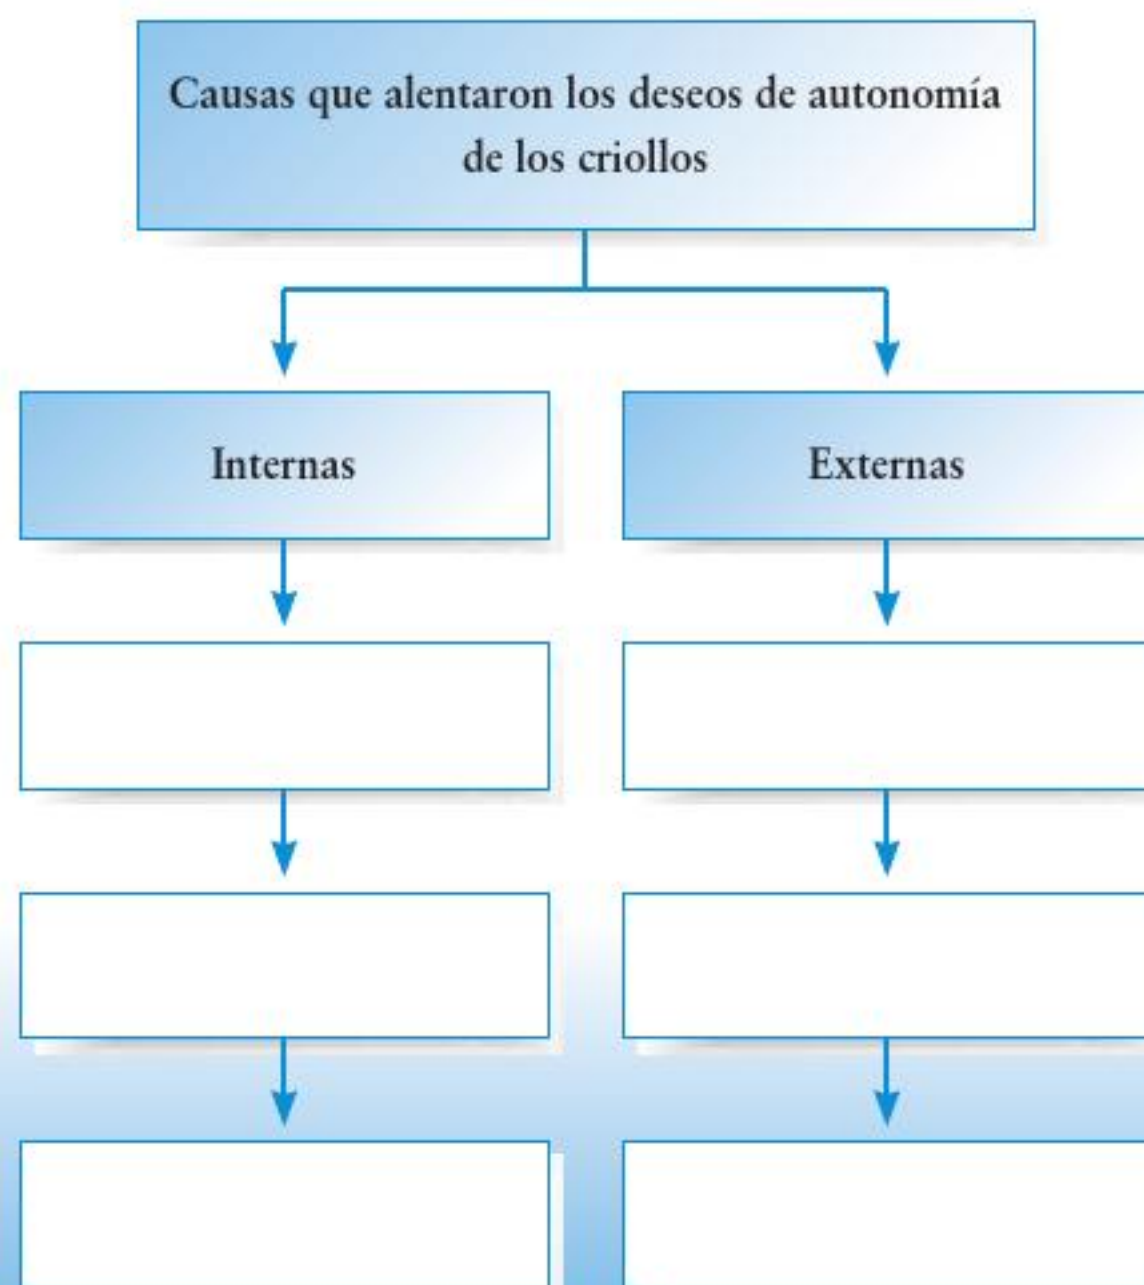 Causas que alentaron los deseos de autonomía
de los criollos
Internas
Externas